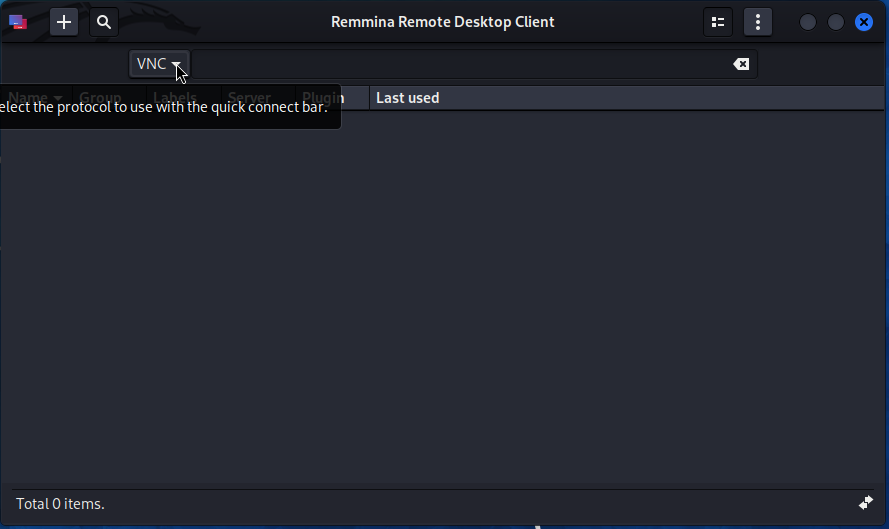 Remmina Remote Desktop Client
VNC
Name Group Labels Server Plugin Last used
elect the protocol to use with the quick connect bar.
Total 0 items.